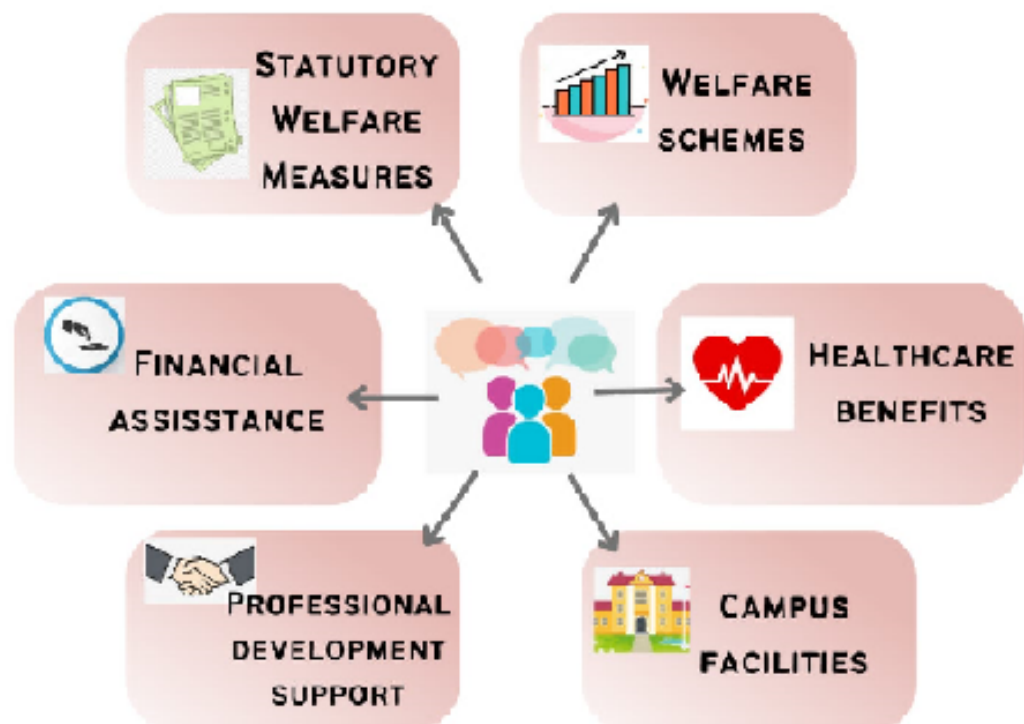 STATUTORY
WELFARE
MEASURES
WELFARE
SCHEMES
FINANCIAL
ASSISSTANCE
HEALTHCARE
BENEFITS
PROFESSIONAL
DEVELOPMENT
SUPPORT
CAMPUS
FACILITIES